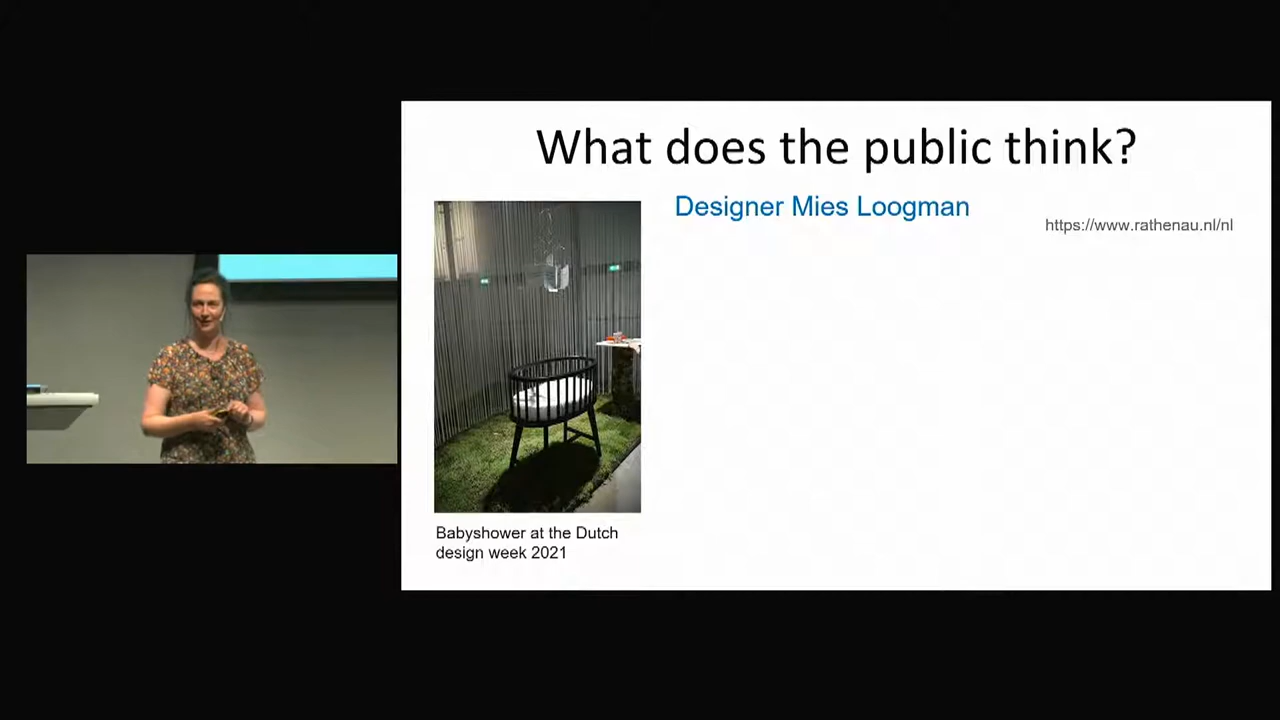 What does the public think?
Designer Mies Loogman
https://www.rathenau.nl/nl
Babyshower at the Dutch
design week 2021